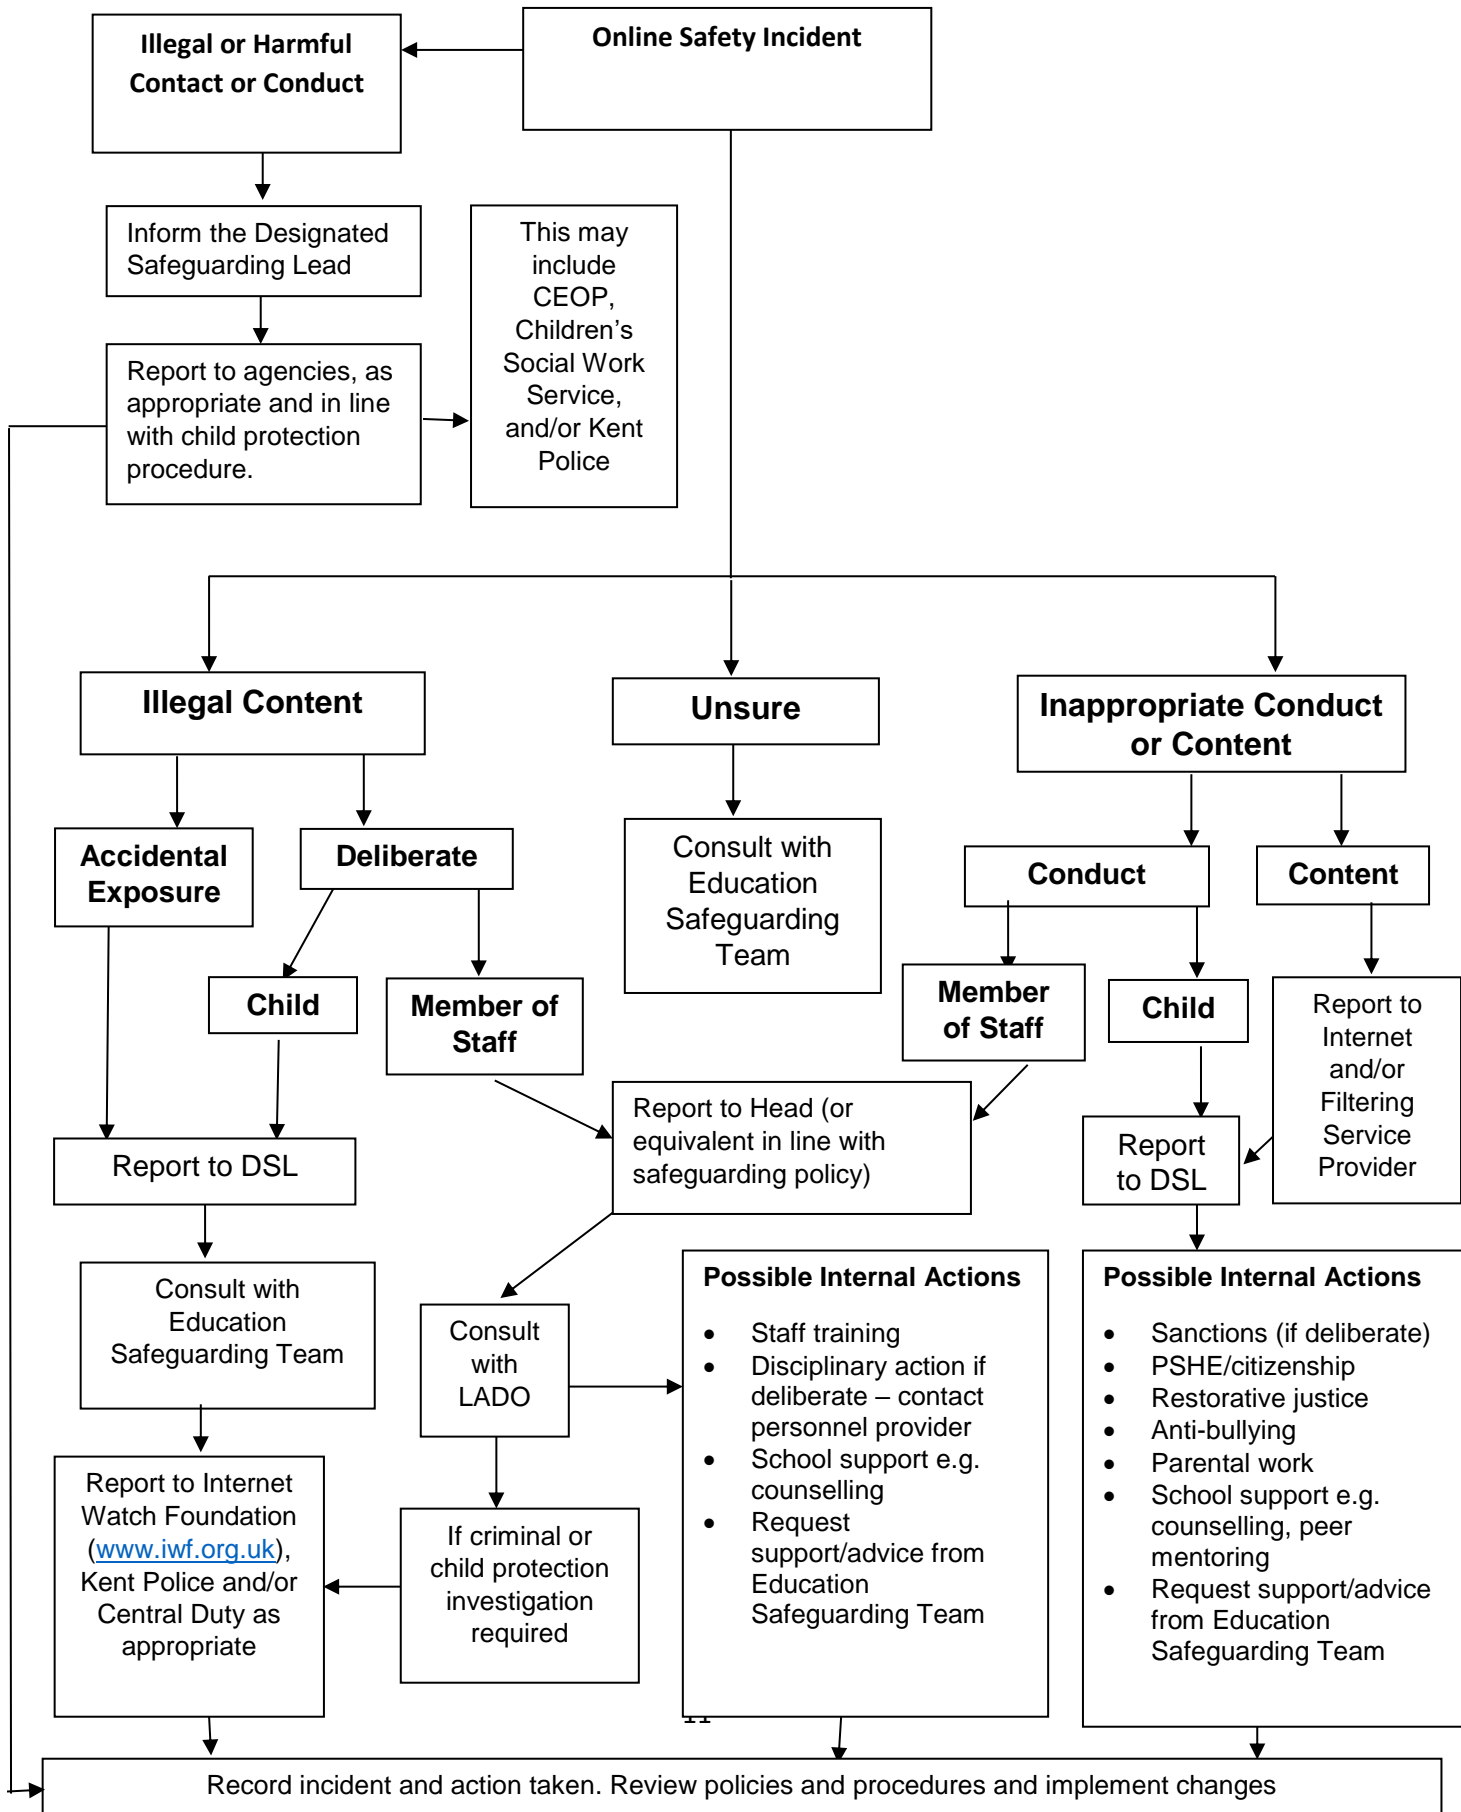 Illegal or Harmful
Contact or Conduct
Online Safety Incident
Inform the Designated
Safeguarding Lead
This may
include
CEOP,
Children's
Social Work
Service,
and/or Kent
Police
Report to agencies, as
appropriate and in line
with child protection
procedure.
Illegal Content
Unsure
Inappropriate Conduct
or Content
Accidental
Exposure
Deliberate
Consult with
Education
Safeguarding
Team
Conduct
Content
Child
Member of
Staff
Member
of Staff
Child
Report to
Internet
and/or
Filtering
Service
Provider
Report to DSL
Report to Head (or
equivalent in line with
safeguarding policy)
Report
to DSL
Consult with
Education
Safeguarding Team
Consult
with
LADO
Possible Internal Actions
• Staff training
• Disciplinary action if
deliberate – contact
personnel provider
• School support e.g.
counselling
• Request
support/advice from
Education
Safeguarding Team
Possible Internal Actions
• Sanctions (if deliberate)
• PSHE/citizenship
• Restorative justice
• Anti-bullying
• Parental work
• School support e.g.
counselling, peer
mentoring
• Request support/advice
from Education
Safeguarding Team
Report to Internet
Watch Foundation
(www.iwf.org.uk),
Kent Police and/or
Central Duty as
appropriate
If criminal or
child protection
investigation
required
Record incident and action taken. Review policies and procedures and implement changes